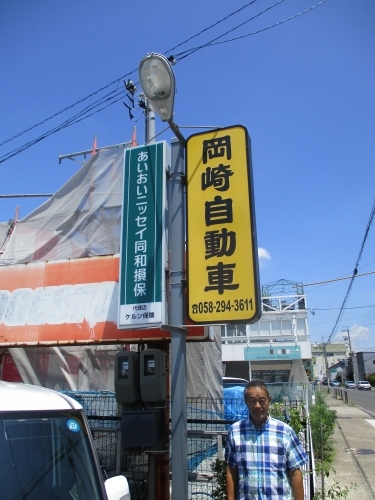 あいおいニッセイ同和損保
代理店
ケルン保険
岡崎自動車
☎058-294-3611